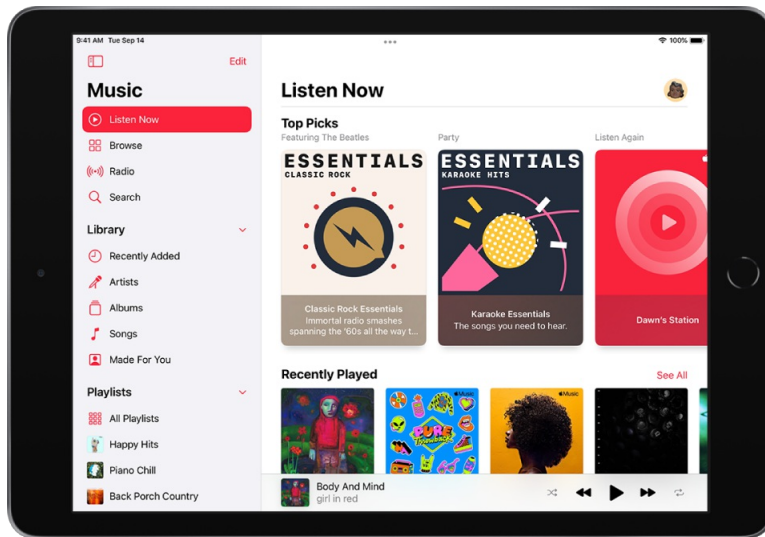 9:41 AM Tue Sep 14
100%
Edit
Music
Listen Now
Browse
Radio
Search
Library
Recently Added
Artists
Albums
Songs
Made For You
Playlists
All Playlists
Happy Hits
Piano Chill
Back Porch Country
Listen Now
Top Picks
Featuring The Beatles
ESSENTIALS
CLASSIC ROCK
Classic Rock Essentials
Immortal radio smashes
spanning the '60s all the way t...
Party
ESSENTIALS
KARAOKE HITS
Karaoke Essentials
The songs you need to hear.
Listen Again
Dawn's Station
Recently Played
See All
Music
PURE
Throwback
Music
Body And Mind
girl in red